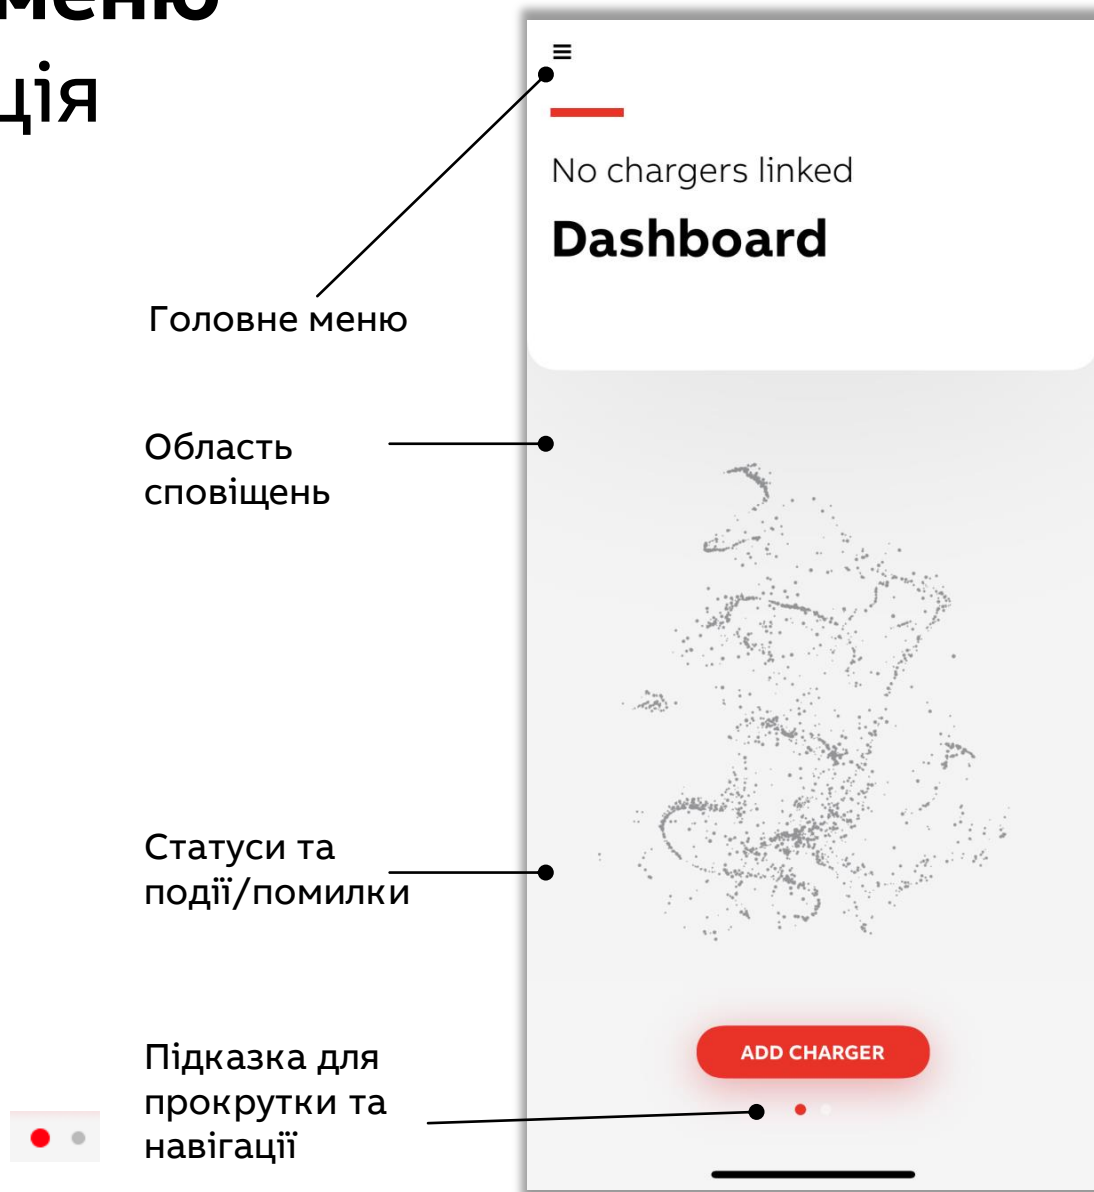 меню
ція
No chargers linked
Dashboard
Головне меню
Область
сповіщень
Статуси та
події/помилки
ADD CHARGER
Підказка для
прокрутки та
навігації